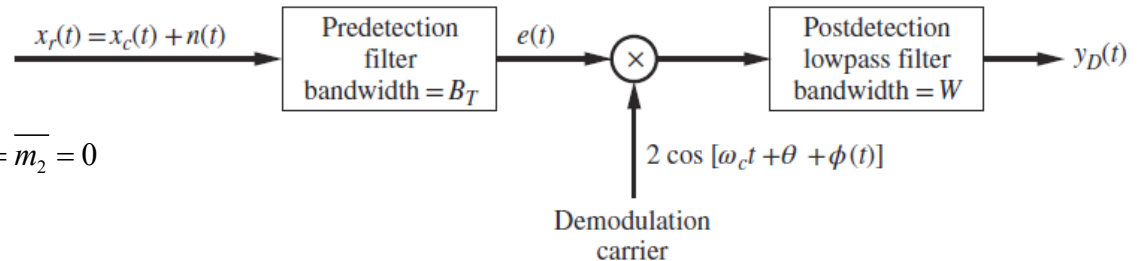 x_r(t) = x_c(t) + n(t)
Predetection
filter
bandwidth = B_T
e(t)
×
Postdetection
lowpass filter
bandwidth = W
y_D(t)
= \overline{m_2} = 0
2 cos [ω_c t + θ + ϕ(t)]
Demodulation
carrier